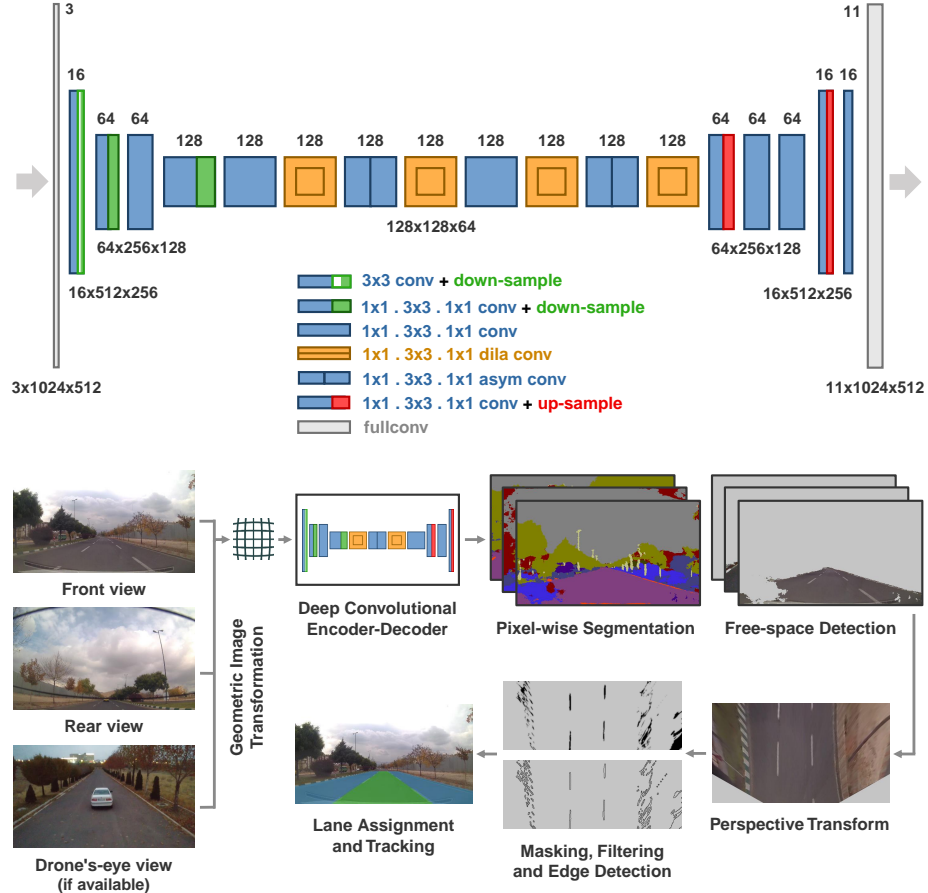 3
11
16
16 16
64 64
64 64 64
128 128 128 128 128 128 128 128 128
128x128x64
64x256x128
64x256x128
16x512x256
16x512x256
3x1024x512
11x1024x512
3x3 conv + down-sample
1x1 . 3x3 . 1x1 conv + down-sample
1x1 . 3x3 . 1x1 conv
1x1 . 3x3 . 1x1 dila conv
1x1 . 3x3 . 1x1 asym conv
1x1 . 3x3 . 1x1 conv + up-sample
fullconv
Front view
Rear view
Drone's-eye view
(if available)
Geometric Image
Transformation
Deep Convolutional
Encoder-Decoder
Pixel-wise Segmentation
Free-space Detection
Perspective Transform
Masking, Filtering
and Edge Detection
Lane Assignment
and Tracking